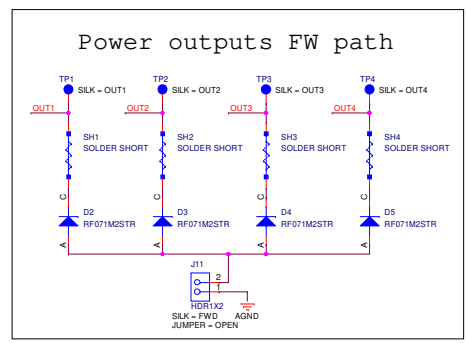 Power outputs FW path
TP1 TP2 TP3 TP4
SILK = OUT1 SILK = OUT2 SILK = OUT3 SILK = OUT4
OUT1 OUT2 OUT3 OUT4
SH1 SH2 SH3 SH4
SOLDER SHORT SOLDER SHORT SOLDER SHORT SOLDER SHORT
C C C C
D2 D3 D4 D5
RF071M2STR RF071M2STR RF071M2STR RF071M2STR
A A A A
J11
2
1
HDR1X2 AGND
SILK = FWD
JUMPER = OPEN